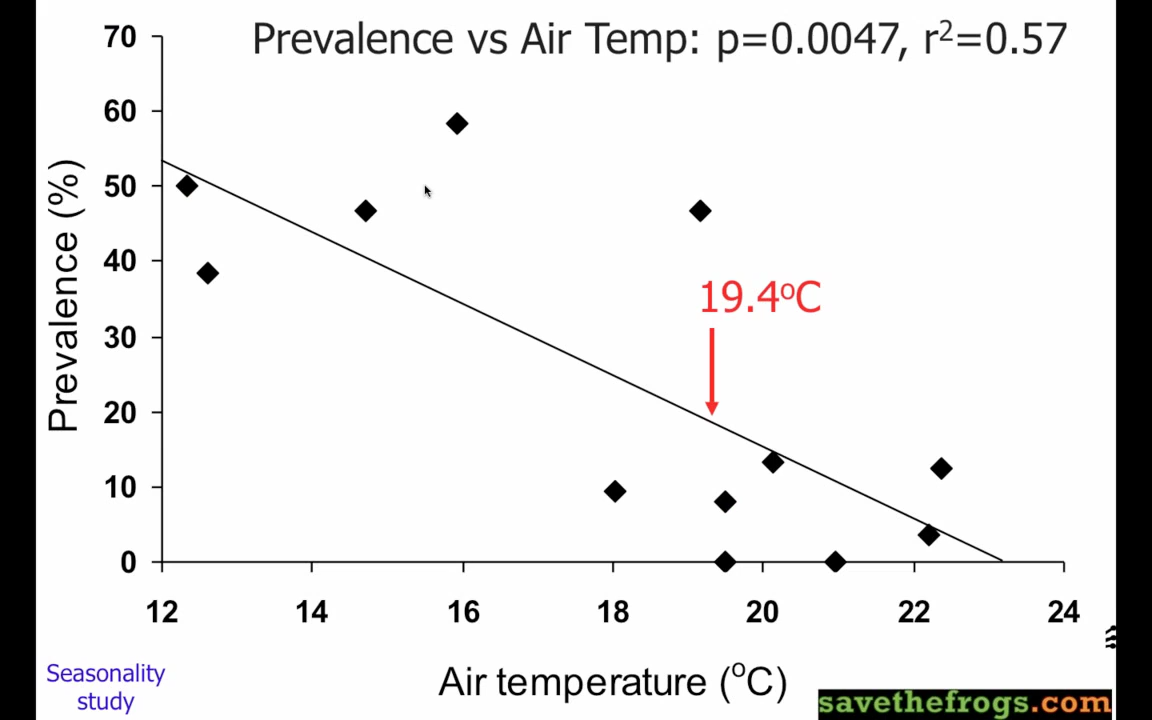 Prevalence vs Air Temp: p=0.0047, r²=0.57
70
60
50
40
30
20
10
0
Prevalence (%)
19.4°C
12 14 16 18 20 22 24
Air temperature (°C)
Seasonality
study
savethefrogs.com